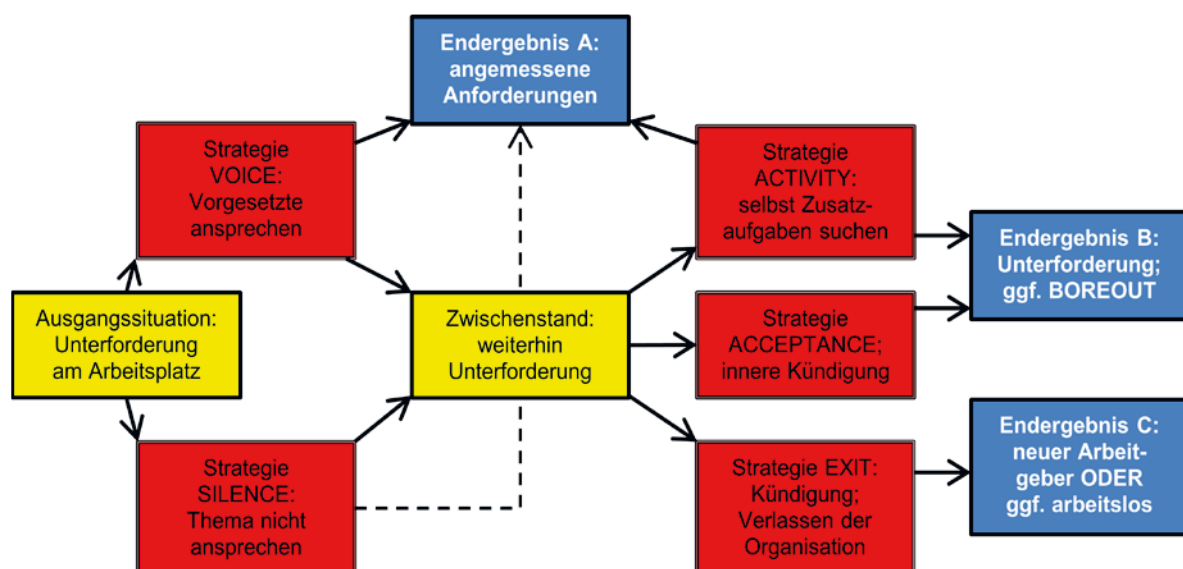 Endergebnis A:
angemessene
Anforderungen
Strategie
VOICE:
Vorgesetzte
ansprechen
Strategie
ACTIVITY:
selbst Zusatz-
aufgaben suchen
Endergebnis B:
Unterforderung;
ggf. BOREOUT
Ausgangssituation:
Unterforderung
am Arbeitsplatz
Zwischenstand:
weiterhin
Unterforderung
Strategie
ACCEPTANCE;
innere Kündigung
Strategie
SILENCE:
Thema nicht
ansprechen
Strategie EXIT:
Kündigung;
Verlassen der
Organisation
Endergebnis C:
neuer Arbeit-
geber ODER
ggf. arbeitslos